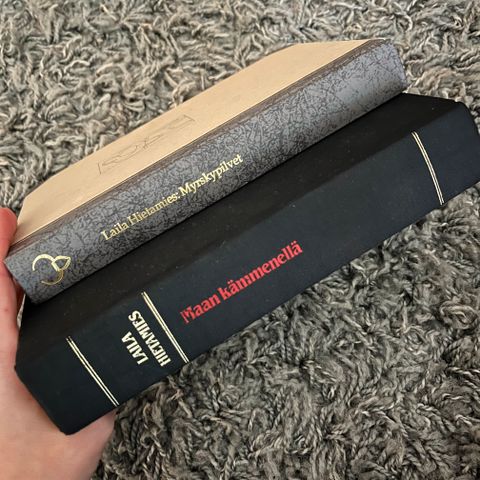 Laila Hietamies: Myrskypilvet
LAILA
HIETAMIES
Maan kämmenellä